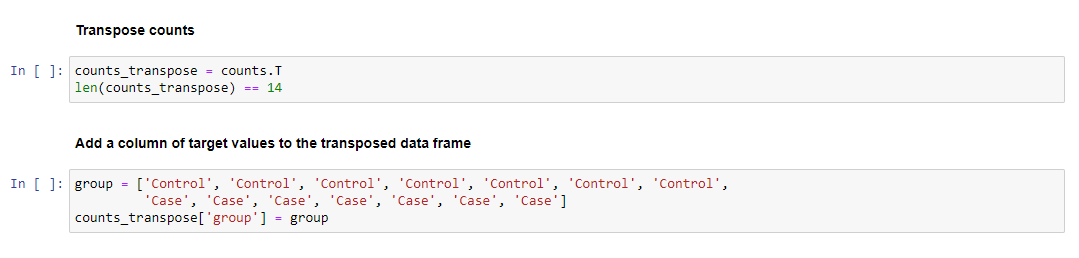 Transpose counts
In [ ]: counts_transpose = counts.T
len(counts_transpose) == 14
Add a column of target values to the transposed data frame
In [ ]: group = ['Control', 'Control', 'Control', 'Control', 'Control', 'Control', 'Control',
'Case', 'Case', 'Case', 'Case', 'Case', 'Case', 'Case']
counts_transpose['group'] = group